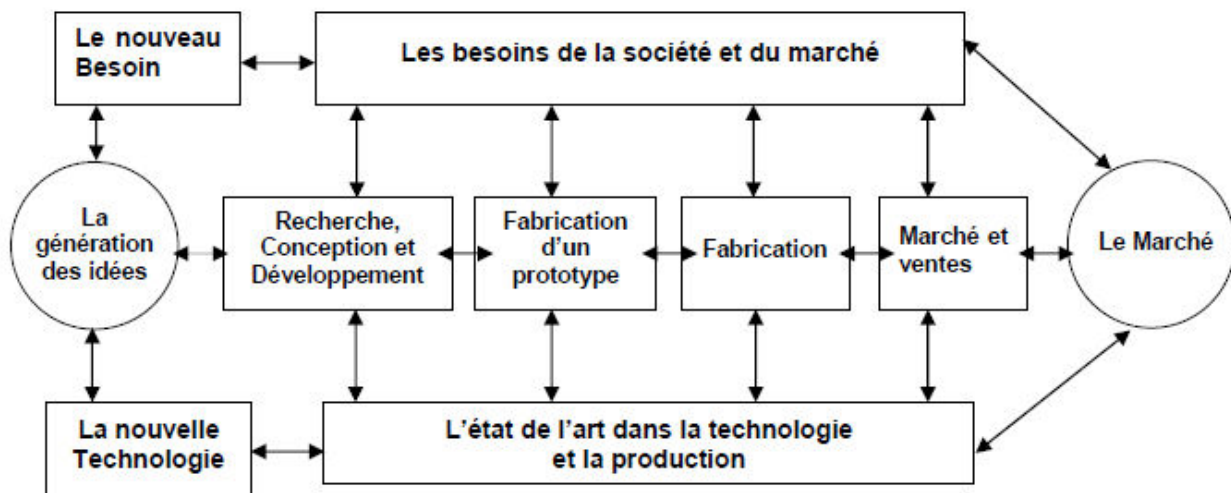 Le nouveau
Besoin
Les besoins de la société et du marché
La
génération
des idées
Recherche,
Conception et
Développement
Fabrication
d'un
prototype
Fabrication
Marché et
ventes
Le Marché
La nouvelle
Technologie
L'état de l'art dans la technologie
et la production